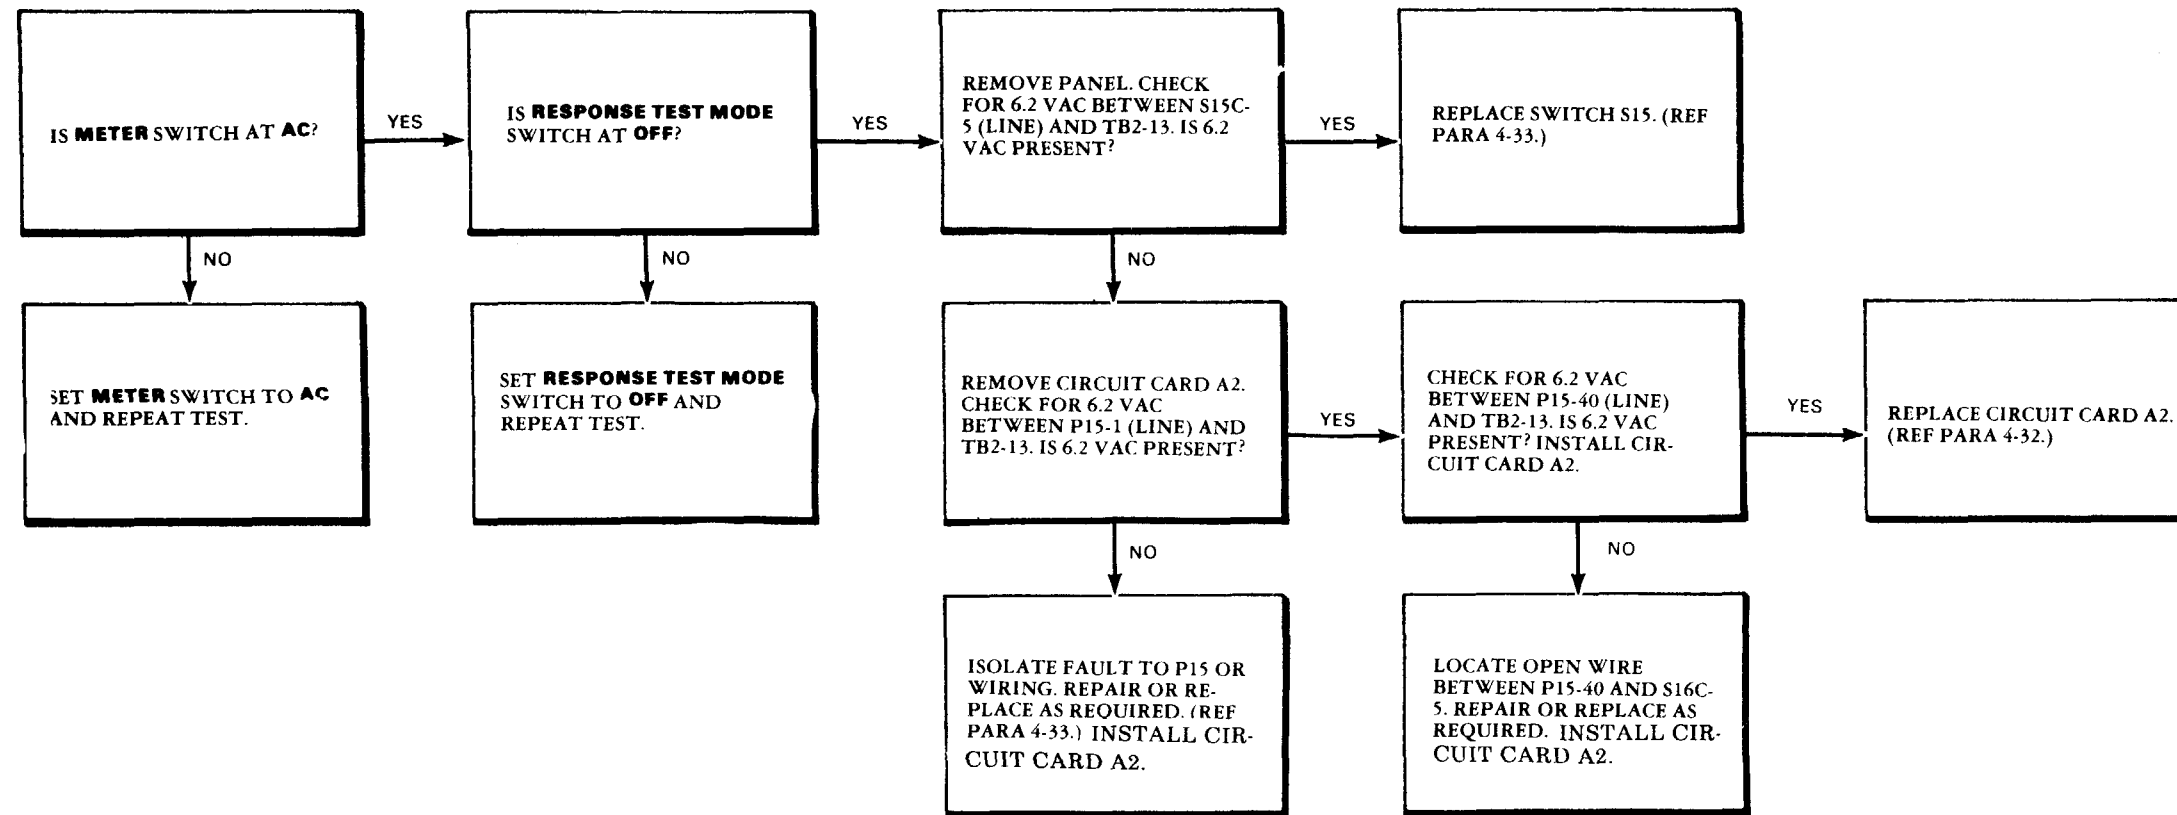 IS METER SWITCH AT AC?
YES
IS RESPONSE TEST MODE
SWITCH AT OFF?
YES
REMOVE PANEL. CHECK
FOR 6.2 VAC BETWEEN S15C-
5 (LINE) AND TB2-13. IS 6.2
VAC PRESENT?
YES
REPLACE SWITCH S15. (REF
PARA 4-33.)
NO
NO
NO
SET METER SWITCH TO AC
AND REPEAT TEST.
SET RESPONSE TEST MODE
SWITCH TO OFF AND
REPEAT TEST.
REMOVE CIRCUIT CARD A2.
CHECK FOR 6.2 VAC
BETWEEN P15-1 (LINE) AND
TB2-13. IS 6.2 VAC PRESENT?
YES
CHECK FOR 6.2 VAC
BETWEEN P15-40 (LINE)
AND TB2-13. IS 6.2 VAC
PRESENT? INSTALL CIR-
CUIT CARD A2.
YES
REPLACE CIRCUIT CARD A2.
(REF PARA 4-32.)
NO
NO
ISOLATE FAULT TO P15 OR
WIRING. REPAIR OR RE-
PLACE AS REQUIRED. (REF
PARA 4-33.) INSTALL CIR-
CUIT CARD A2.
LOCATE OPEN WIRE
BETWEEN P15-40 AND S16C-
5. REPAIR OR REPLACE AS
REQUIRED. INSTALL CIR-
CUIT CARD A2.